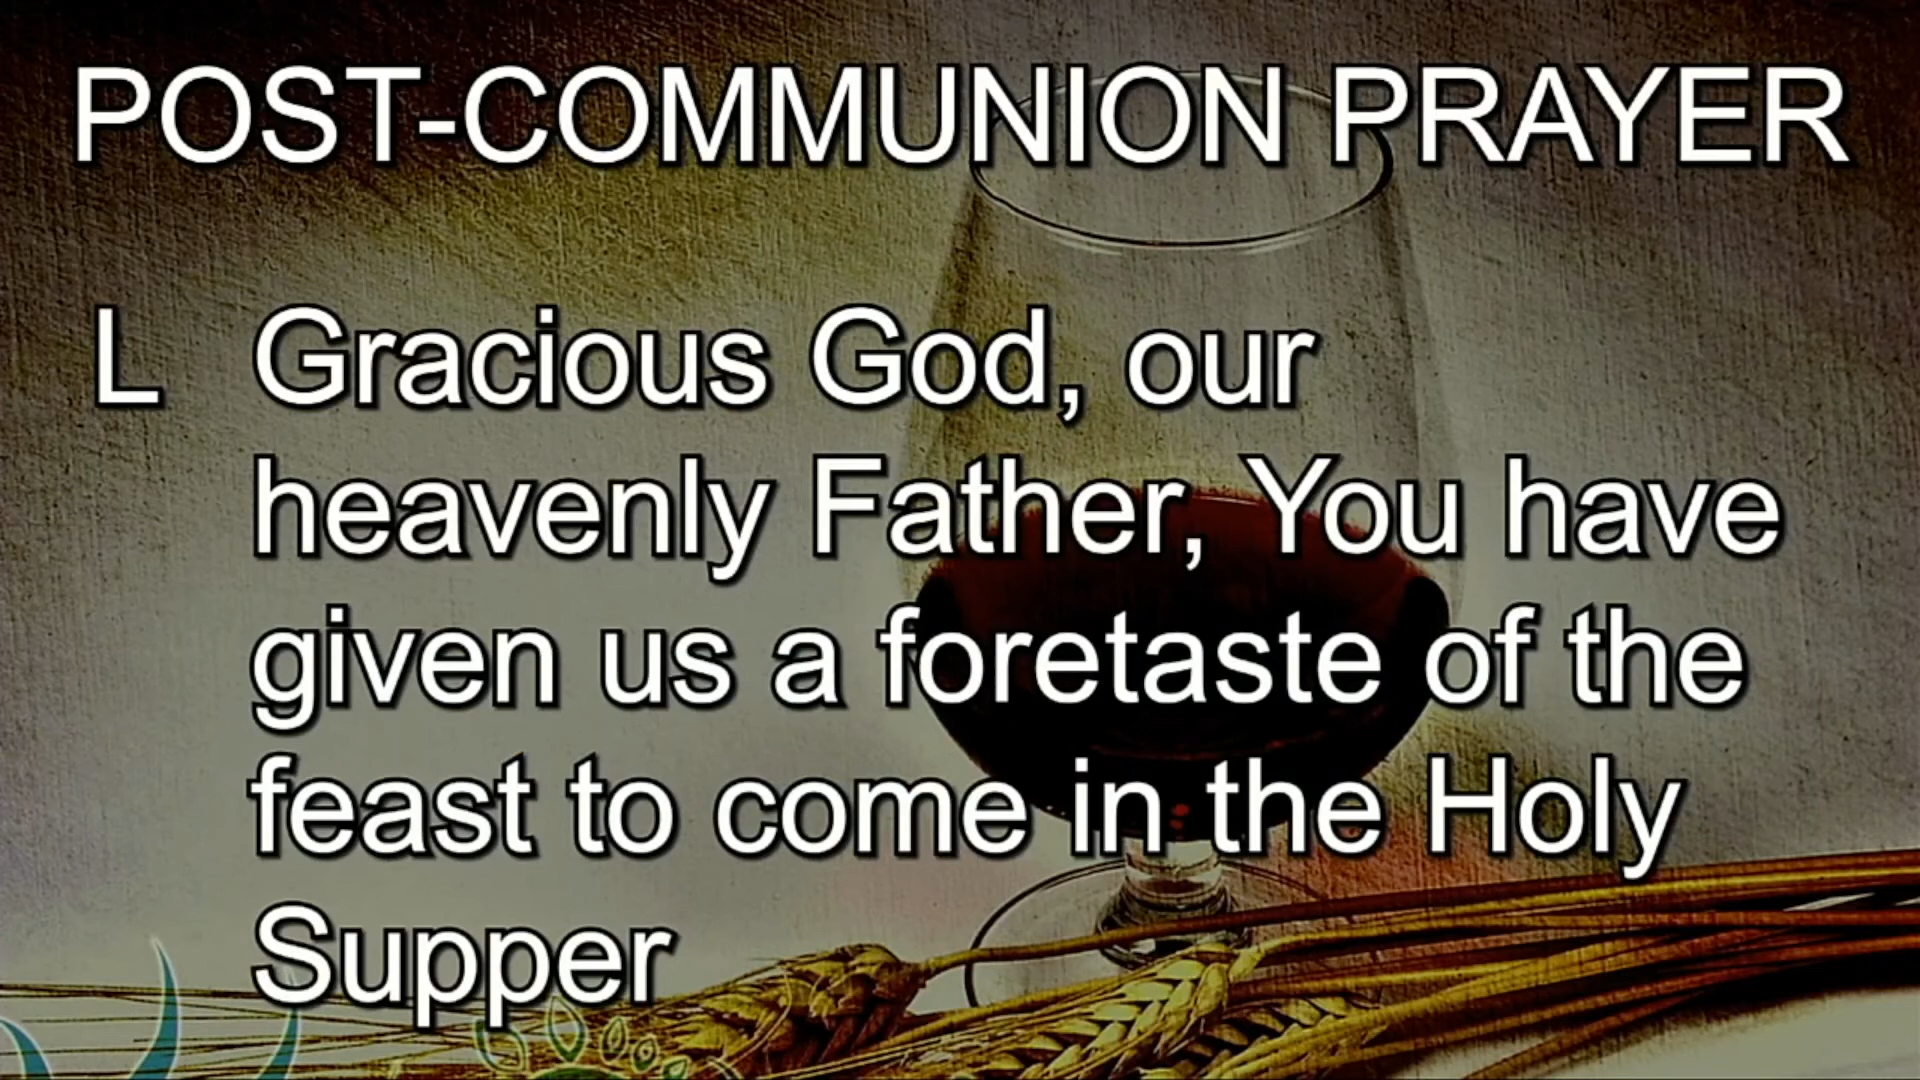 POST-COMMUNION PRAYER
L Gracious God, our
heavenly Father, You have
given us a foretaste of the
feast to come in the Holy
Supper